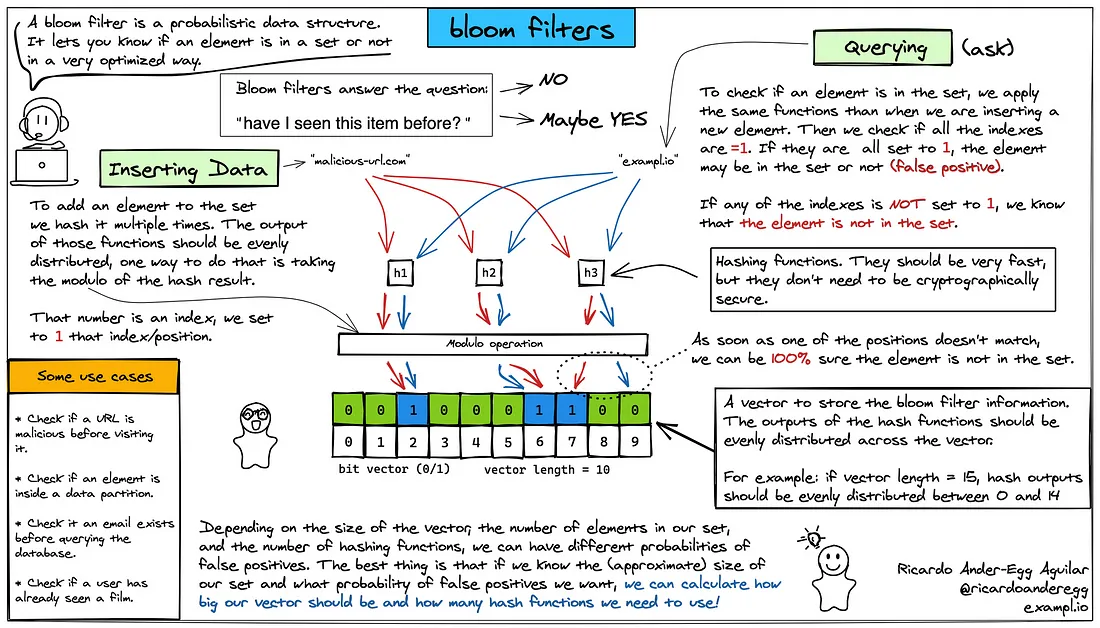 A bloom filter is a probabilistic data structure.
It lets you know if an element is in a set or not
in a very optimized way.
bloom filters
Bloom filters answer the question:
"have I seen this item before? "
NO
Maybe YES
Querying
(ask)
To check if an element is in the set, we apply
the same functions than when we are inserting a
new element. Then we check if all the indexes
are =1. If they are all set to 1, the element
may be in the set or not (false positive).
If any of the indexes is NOT set to 1, we know
that the element is not in the set.
Inserting Data
"malicious-url.com"
"exampl.io"
To add an element to the set
we hash it multiple times. The output
of those functions should be evenly
distributed, one way to do that is taking
the modulo of the hash result.
That number is an index, we set
to 1 that index/position.
h1
h2
h3
Hashing functions. They should be very fast,
but they don't need to be cryptographically
secure.
Modulo operation
As soon as one of the positions doesn't match,
we can be 100% sure the element is not in the set.
0 0 1 0 0 0 1 1 0 0
0 1 2 3 4 5 6 7 8 9
bit vector (0/1)
vector length = 10
A vector to store the bloom filter information.
The outputs of the hash functions should be
evenly distributed across the vector.
For example: if vector length = 15, hash outputs
should be evenly distributed between 0 and 14
Some use cases
* Check if a URL is
malicious before visiting
it.
* Check if an element is
inside a data partition.
* Check it an email exists
before querying the
database.
* Check if a user has
already seen a film.
Depending on the size of the vector, the number of elements in our set,
and the number of hashing functions, we can have different probabilities of
false positives. The best thing is that if we know the (approximate) size of
our set and what probability of false positives we want, we can calculate how
big our vector should be and how many hash functions we need to use!
Ricardo Ander-Egg Aguilar
@ricardoanderegg
exampl.io